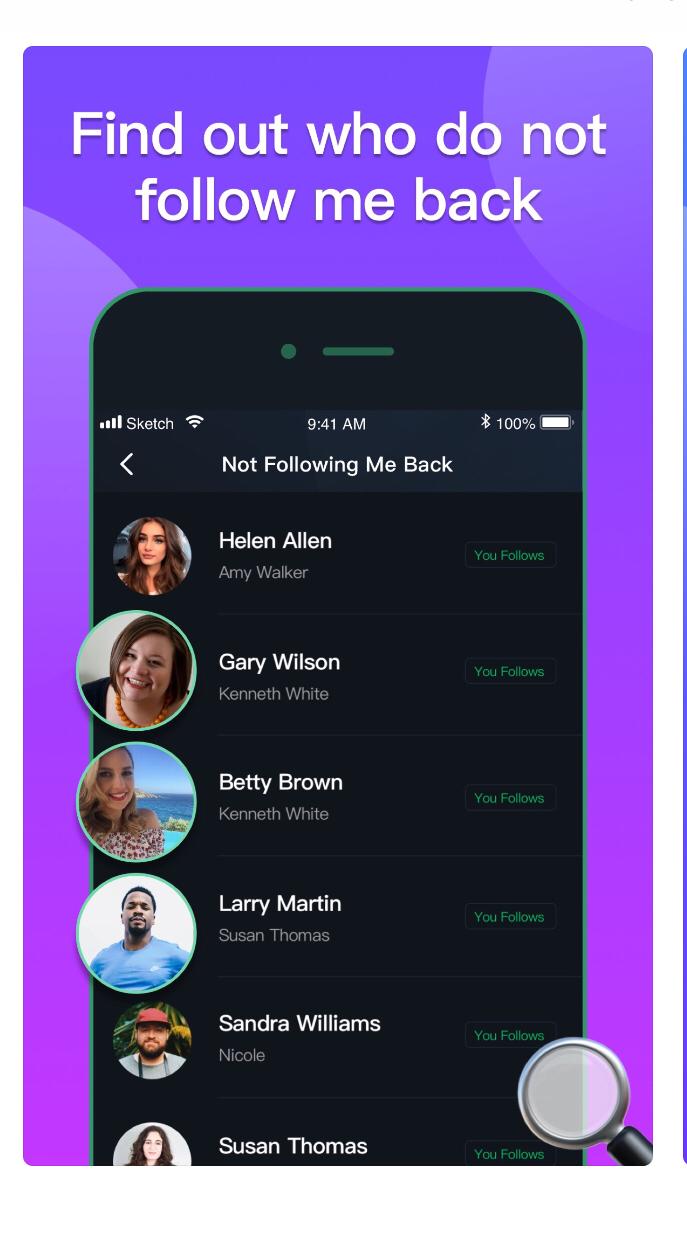 Find out who do not
follow me back
Sketch 9:41 AM 100%
Not Following Me Back
Helen Allen
Amy Walker
You Follows
Gary Wilson
Kenneth White
You Follows
Betty Brown
Kenneth White
You Follows
Larry Martin
Susan Thomas
You Follows
Sandra Williams
Nicole
You Follows
Susan Thomas
You Follows